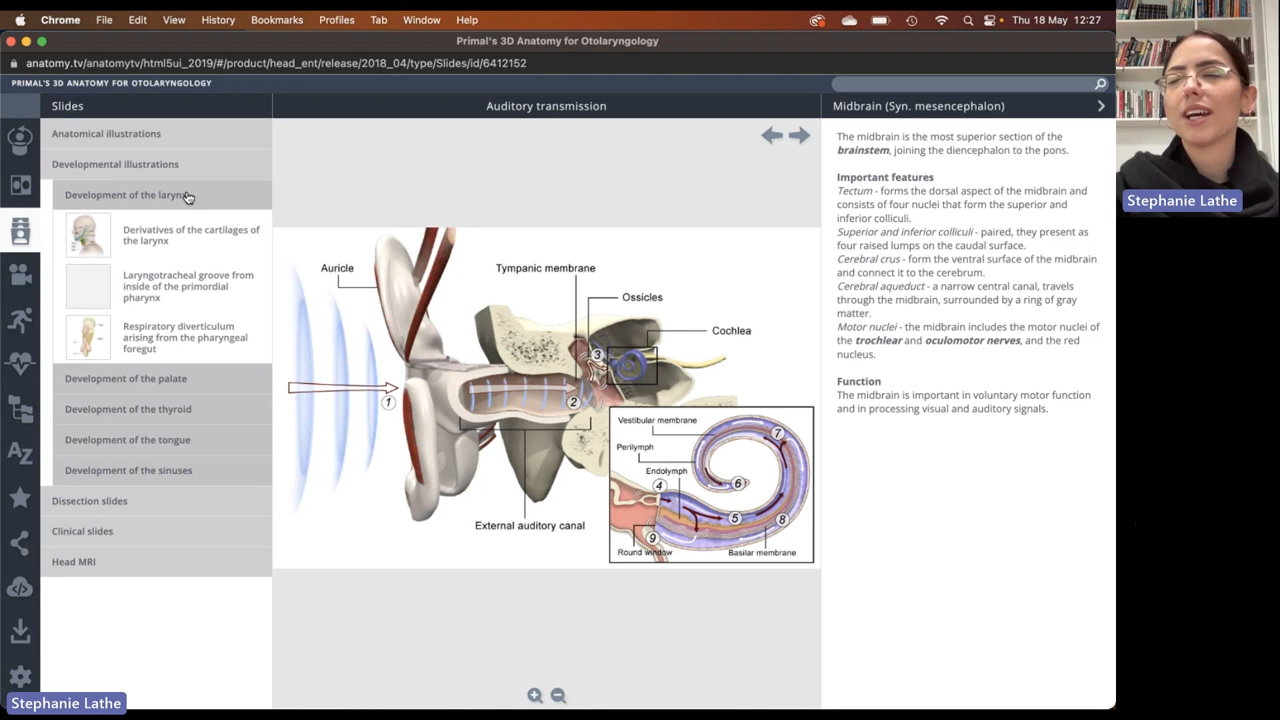 Chrome File Edit View History Bookmarks Profiles Tab Window Help Thu 18 May 12:27
Primal's 3D Anatomy for Otolaryngology
anatomy.tv/anatomytv/html5ui_2019/#/product/head_ent/release/2018_04/type/Slides/id/6412152
PRIMAL'S 3D ANATOMY FOR OTOLARYNGOLOGY
Slides
Anatomical illustrations
Developmental illustrations
Development of the larynx
Derivatives of the cartilages of
the larynx
Laryngotracheal groove from
inside of the primordial
pharynx
Respiratory diverticulum
arising from the pharyngeal
foregut
Development of the palate
Development of the thyroid
Development of the tongue
Development of the sinuses
Dissection slides
Clinical slides
Head MRI
AZ
Auditory transmission
Auricle
Tympanic membrane
Ossicles
Cochlea
1
2
3
External auditory canal
Vestibular membrane
Perilymph
Endolymph
4
5
6
7
8
9
Round window
Basilar membrane
Midbrain (Syn. mesencephalon)
The midbrain is the most superior section of the
brainstem, joining the diencephalon to the pons.
Important features
Tectum - forms the dorsal aspect of the midbrain and
consists of four nuclei that form the superior and
inferior colliculi.
Superior and inferior colliculi - paired, they present as
four raised lumps on the caudal surface.
Cerebral crus - form the ventral surface of the midbrain
and connect it to the cerebrum.
Cerebral aqueduct - a narrow central canal, travels
through the midbrain, surrounded by a ring of gray
matter.
Motor nuclei - the midbrain includes the motor nuclei of
the trochlear and oculomotor nerves, and the red
nucleus.
Function
The midbrain is important in voluntary motor function
and in processing visual and auditory signals.
Stephanie Lathe
Stephanie Lathe